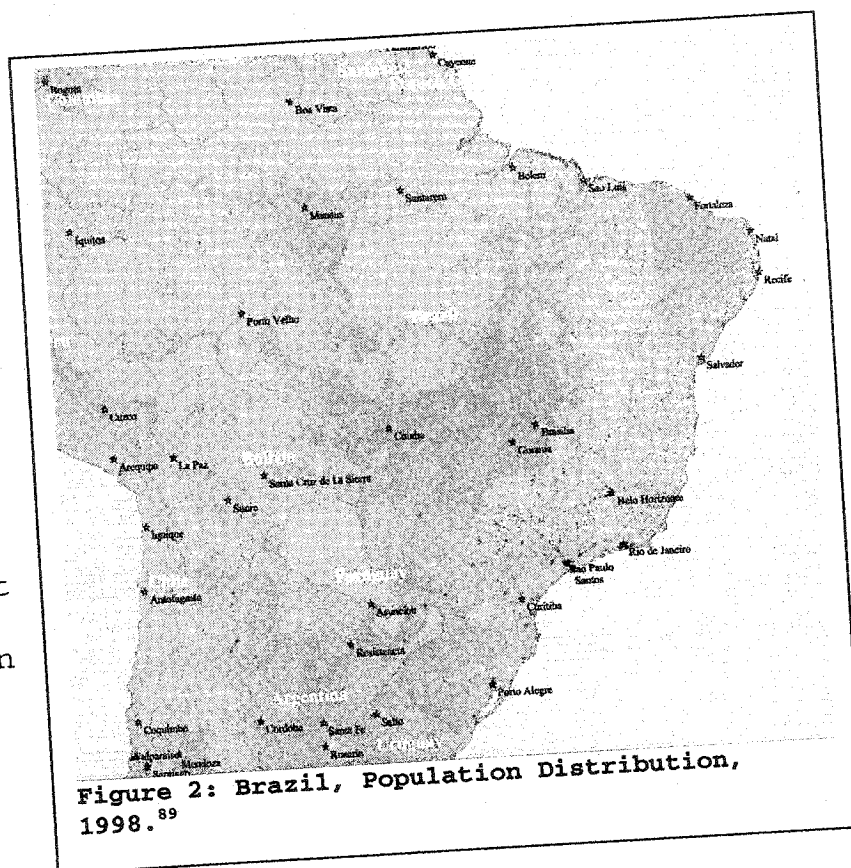 Cayenne
Bogota
Boa Vista
Belem
Sao Luis
Santarem
Manaus
Fortaleza
Iquitos
Natal
Recife
Porto Velho
Salvador
Cuzco
Cuiaba
Brasilia
Goiania
Arequipa
La Paz
Bolivia
Santa Cruz de La Sierra
Sucre
Belo Horizonte
Iquique
Rio de Janeiro
Sao Paulo
Santos
Paraguay
t
Antofagasta
Asuncion
Curitiba
Resistencia
n
Argentina
Porto Alegre
Coquimbo
Cordoba
Santa Fe
Salto
Valparaiso
Mendoza
Rosario
Uruguay
Santiago
Figure 2: Brazil, Population Distribution,
1998.⁸⁹